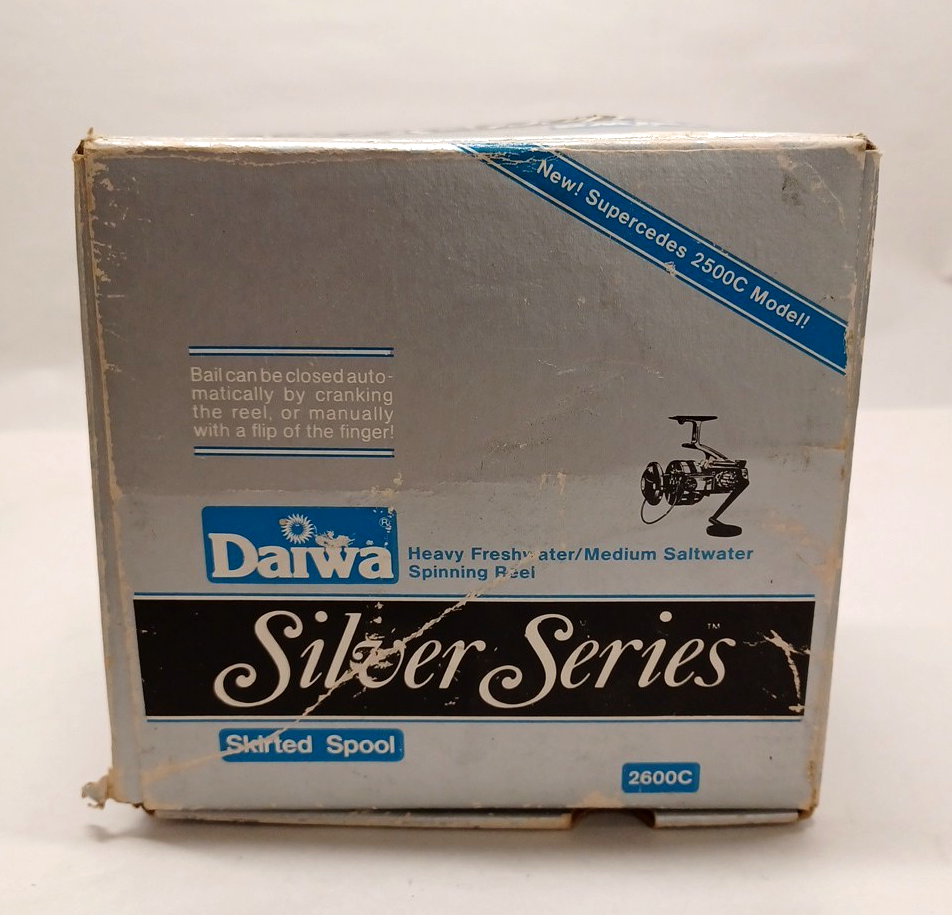 New! Supercedes 2500C Model!
Bail can be closed auto-
matically by cranking
the reel, or manually
with a flip of the finger!
Daiwa®
Heavy Freshwater/Medium Saltwater
Spinning Reel
Silver Series™
Skirted Spool
2600C